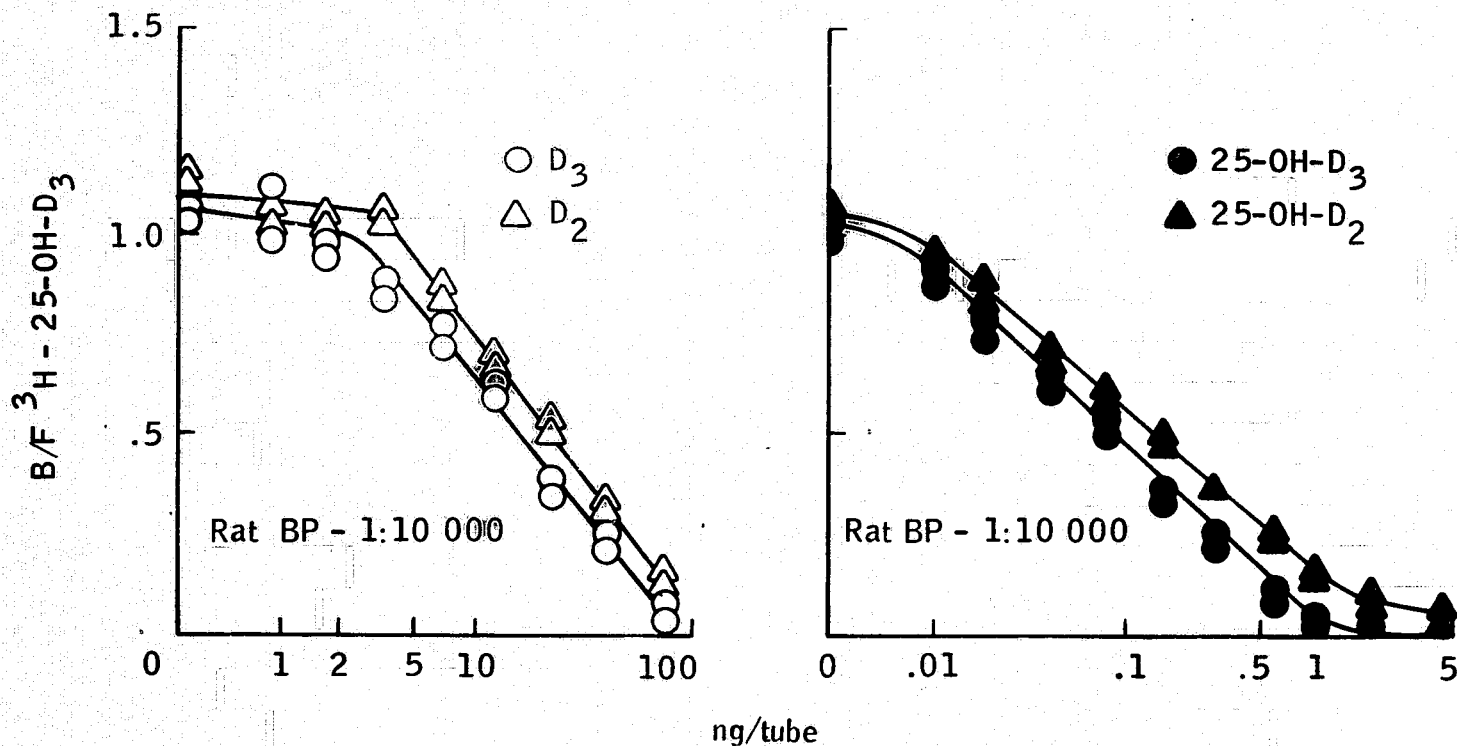 1.5
1.0
.5
B/F ³H - 25-OH-D₃
○ D₃
△ D₂
Rat BP - 1:10 000
0 1 2 5 10 100
● 25-OH-D₃
▲ 25-OH-D₂
Rat BP - 1:10 000
0 .01 .1 .5 1 5
ng/tube